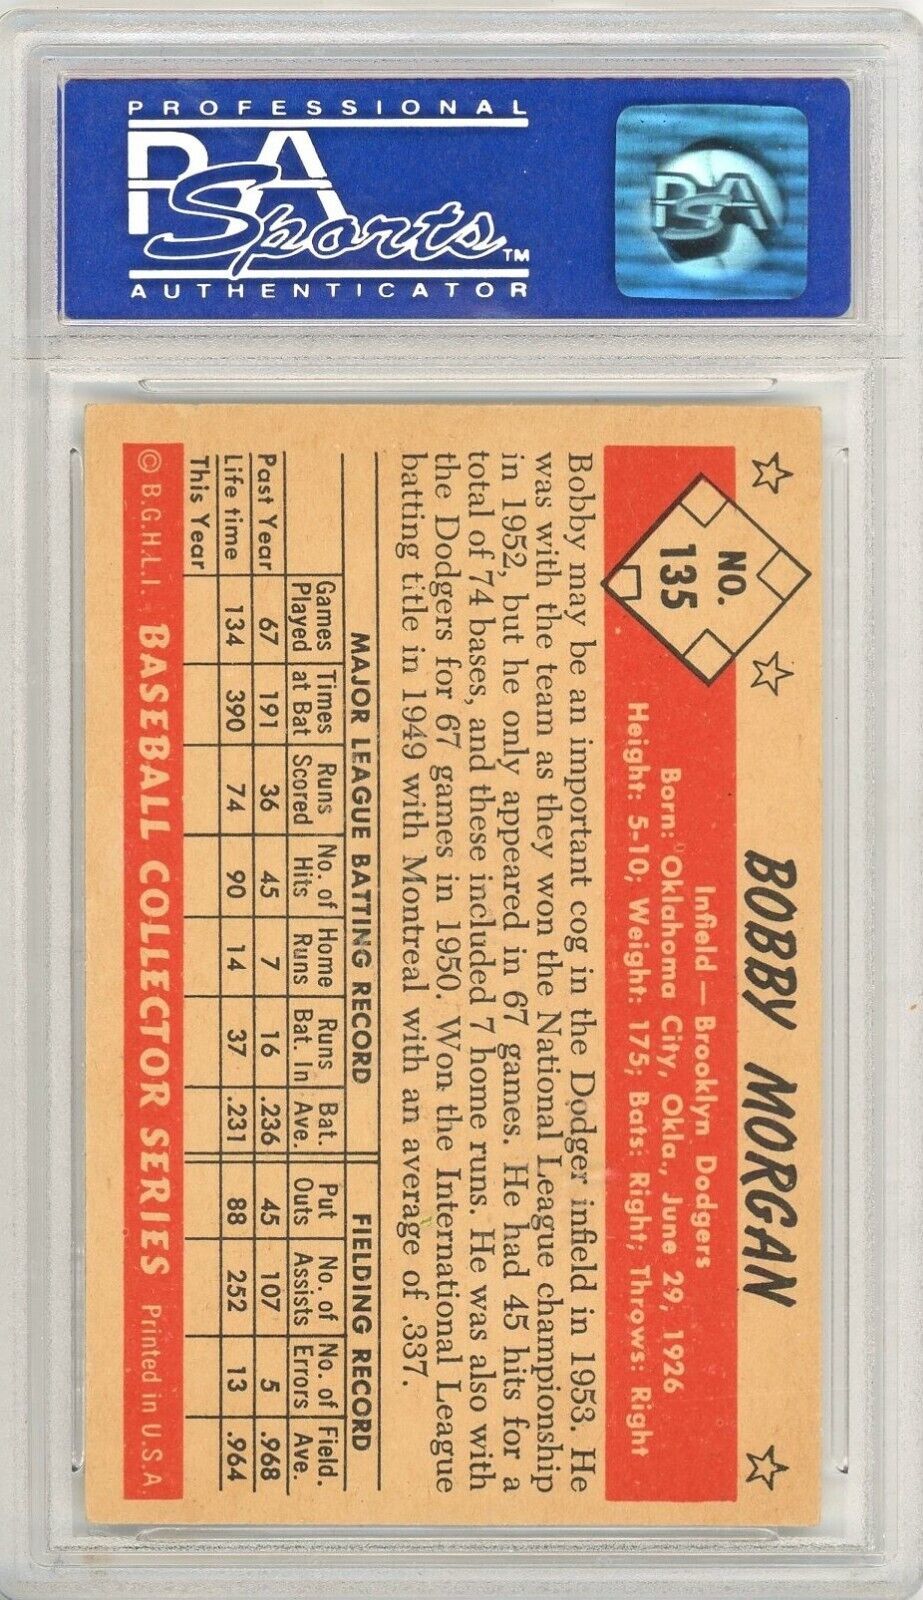 PROFESSIONAL
PSA
Sports™
AUTHENTICATOR
PSA
BOBBY MORGAN
NO.
135
Infield — Brooklyn Dodgers
Born: Oklahoma City, Okla., June 29, 1926
Height: 5-10; Weight: 175; Bats: Right; Throws: Right
Bobby may be an important cog in the Dodger infield in 1953. He
was with the team as they won the National League championship
in 1952, but he only appeared in 67 games. He had 45 hits for a
total of 74 bases, and these included 7 home runs. He was also with
the Dodgers for 67 games in 1950. Won the International League
batting title in 1949 with Montreal with an average of .337.
MAJOR LEAGUE BATTING RECORD FIELDING RECORD
Games Times Runs No. of Home Runs Bat. Put No. of No. of Field.
Played at Bat Scored Hits Runs Bat. In Ave. Outs Assists Errors Ave.
Past Year 67 191 36 45 7 16 .236 45 107 5 .968
Life time 134 390 74 90 14 37 .231 88 252 13 .964
This Year
© B.G.H.L.I. BASEBALL COLLECTOR SERIES Printed in U.S.A.